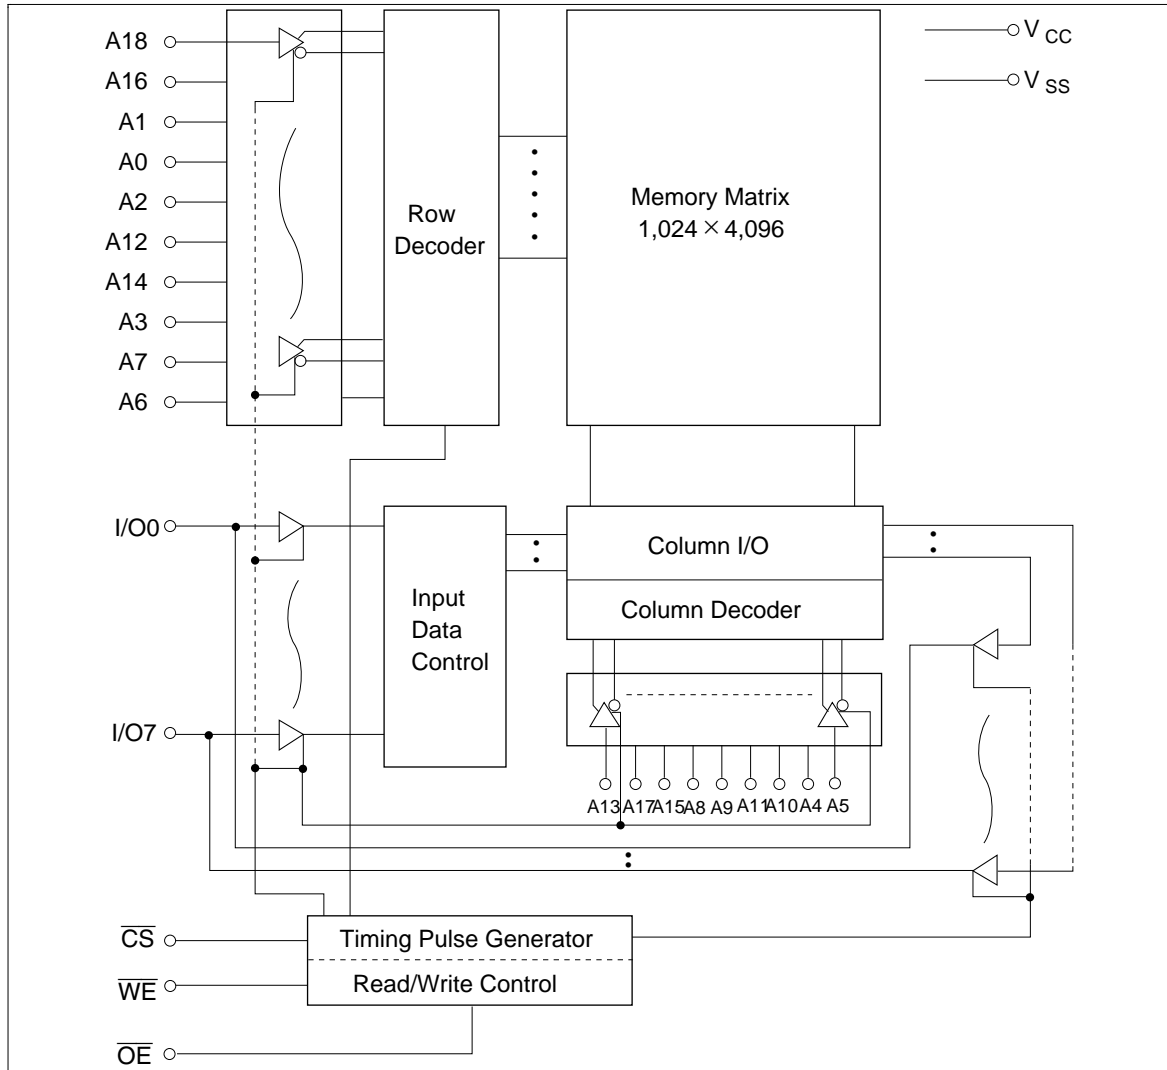 A18
A16
A1
A0
A2
A12
A14
A3
A7
A6
Row
Decoder
Memory Matrix
1,024 × 4,096
V CC
V SS
I/O0
I/O7
Input
Data
Control
Column I/O
Column Decoder
A13 A17 A15 A8 A9 A11 A10 A4 A5
CS
WE
OE
Timing Pulse Generator
Read/Write Control